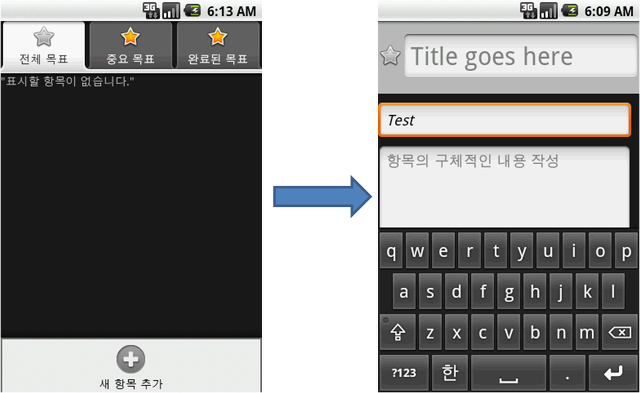 3G 6:13 AM
전체 목표 중요 목표 완료된 목표
"표시할 항목이 없습니다."
새 항목 추가
3G 6:09 AM
Title goes here
Test
항목의 구체적인 내용 작성
q w e r t y u i o p
a s d f g h j k l
z x c v b n m
?123 한 .